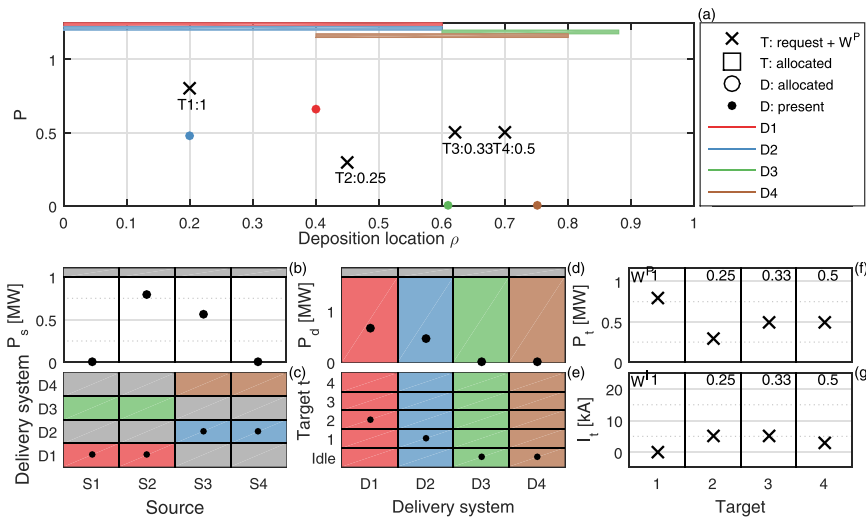 (a)
P
1
0.5
0
T1:1
T2:0.25
T3:0.33
T4:0.5
0 0.1 0.2 0.3 0.4 0.5 0.6 0.7 0.8 0.9 1
Deposition location ρ
T: request + W^P
T: allocated
D: allocated
D: present
D1
D2
D3
D4
(b)
P_s [MW]
1
0.5
0
(d)
P_d [MW]
1
0
(f)
P_t [MW]
1
0.5
0
W^P 1 0.25 0.33 0.5
(c)
Delivery system
D4
D3
D2
D1
S1 S2 S3 S4
Source
(e)
Target t
4
3
2
1
Idle
D1 D2 D3 D4
Delivery system
(g)
I_t [kA]
20
10
0
W^I 1 0.25 0.33 0.5
1 2 3 4
Target